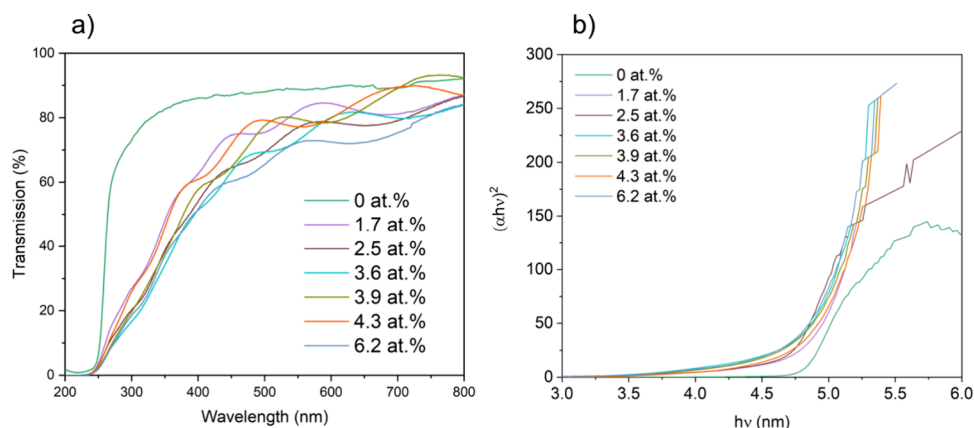 a)
100
80
60
40
20
0
Transmission (%)
0 at.%
1.7 at.%
2.5 at.%
3.6 at.%
3.9 at.%
4.3 at.%
6.2 at.%
200 300 400 500 600 700 800
Wavelength (nm)
b)
300
250
200
150
100
50
0
(αhν)²
0 at.%
1.7 at.%
2.5 at.%
3.6 at.%
3.9 at.%
4.3 at.%
6.2 at.%
3.0 3.5 4.0 4.5 5.0 5.5 6.0
hν (nm)